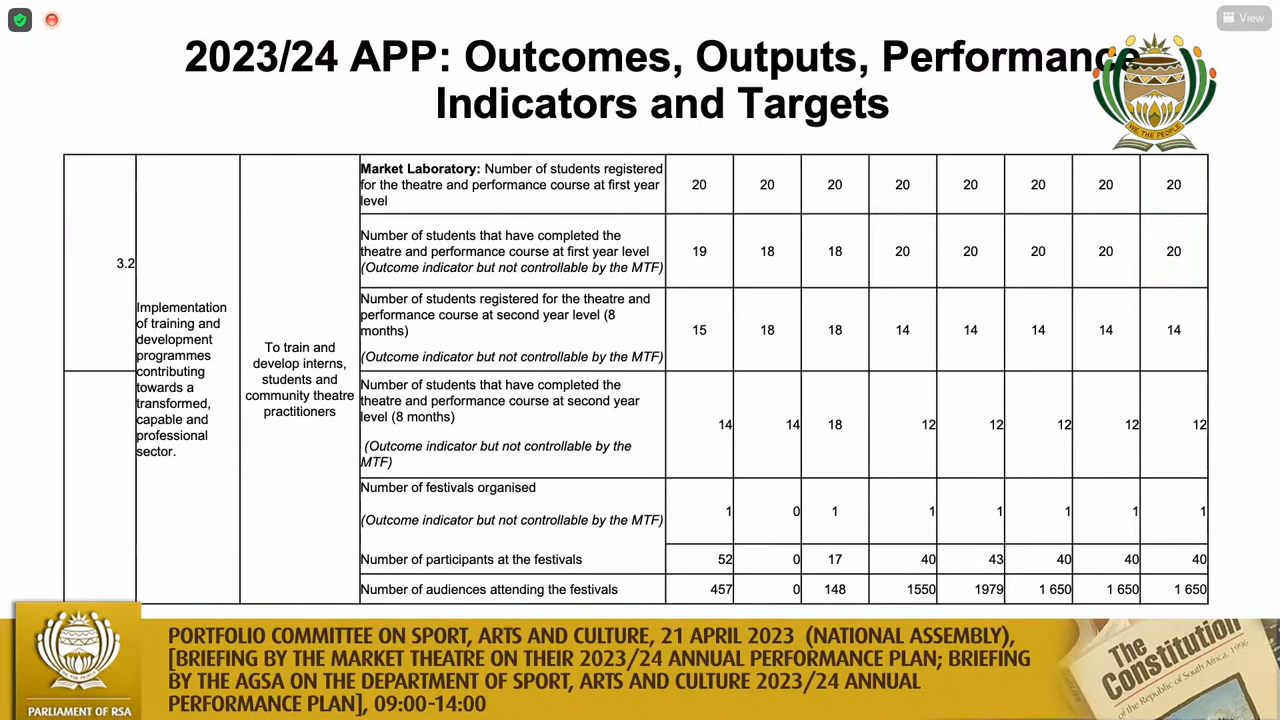 View
2023/24 APP: Outcomes, Outputs, Performance
Indicators and Targets
WE, THE PEOPLE
3.2
Implementation
of training and
development
programmes
contributing
towards a
transformed,
capable and
professional
sector.
To train and
develop interns,
students and
community theatre
practitioners
Market Laboratory: Number of students registered
for the theatre and performance course at first year
level
20 20 20 20 20 20 20 20
Number of students that have completed the
theatre and performance course at first year level
(Outcome indicator but not controllable by the MTF)
19 18 18 20 20 20 20 20
Number of students registered for the theatre and
performance course at second year level (8
months)
(Outcome indicator but not controllable by the MTF)
15 18 18 14 14 14 14 14
Number of students that have completed the
theatre and performance course at second year
level (8 months)
(Outcome indicator but not controllable by the
MTF)
14 14 18 12 12 12 12 12
Number of festivals organised
(Outcome indicator but not controllable by the MTF)
1 0 1 1 1 1 1 1
Number of participants at the festivals
52 0 17 40 43 40 40 40
Number of audiences attending the festivals
457 0 148 1550 1979 1 650 1 650 1 650
PARLIAMENT OF RSA
PORTFOLIO COMMITTEE ON SPORT, ARTS AND CULTURE, 21 APRIL 2023 (NATIONAL ASSEMBLY),
[BRIEFING BY THE MARKET THEATRE ON THEIR 2023/24 ANNUAL PERFORMANCE PLAN; BRIEFING
BY THE AGSA ON THE DEPARTMENT OF SPORT, ARTS AND CULTURE 2023/24 ANNUAL
PERFORMANCE PLAN], 09:00-14:00
The
Constitution
of the Republic of South Africa, 1996